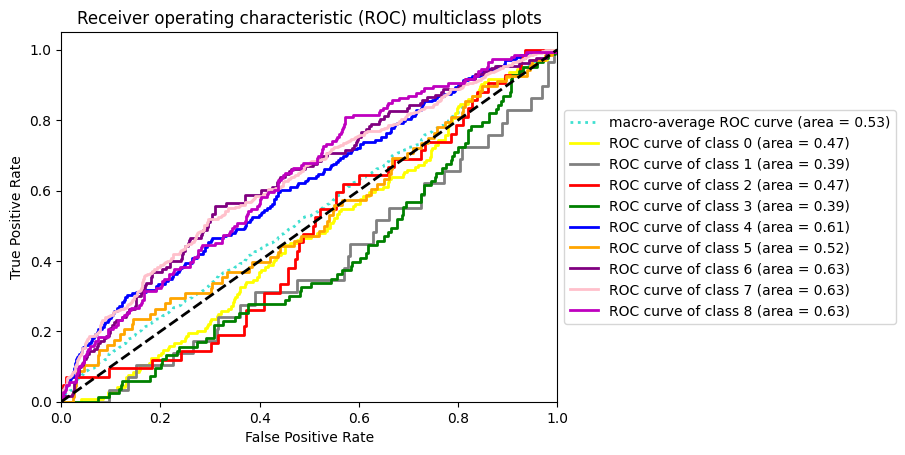 Receiver operating characteristic (ROC) multiclass plots
True Positive Rate
1.0
0.8
0.6
0.4
0.2
0.0
0.0 0.2 0.4 0.6 0.8 1.0
False Positive Rate
macro-average ROC curve (area = 0.53)
ROC curve of class 0 (area = 0.47)
ROC curve of class 1 (area = 0.39)
ROC curve of class 2 (area = 0.47)
ROC curve of class 3 (area = 0.39)
ROC curve of class 4 (area = 0.61)
ROC curve of class 5 (area = 0.52)
ROC curve of class 6 (area = 0.63)
ROC curve of class 7 (area = 0.63)
ROC curve of class 8 (area = 0.63)